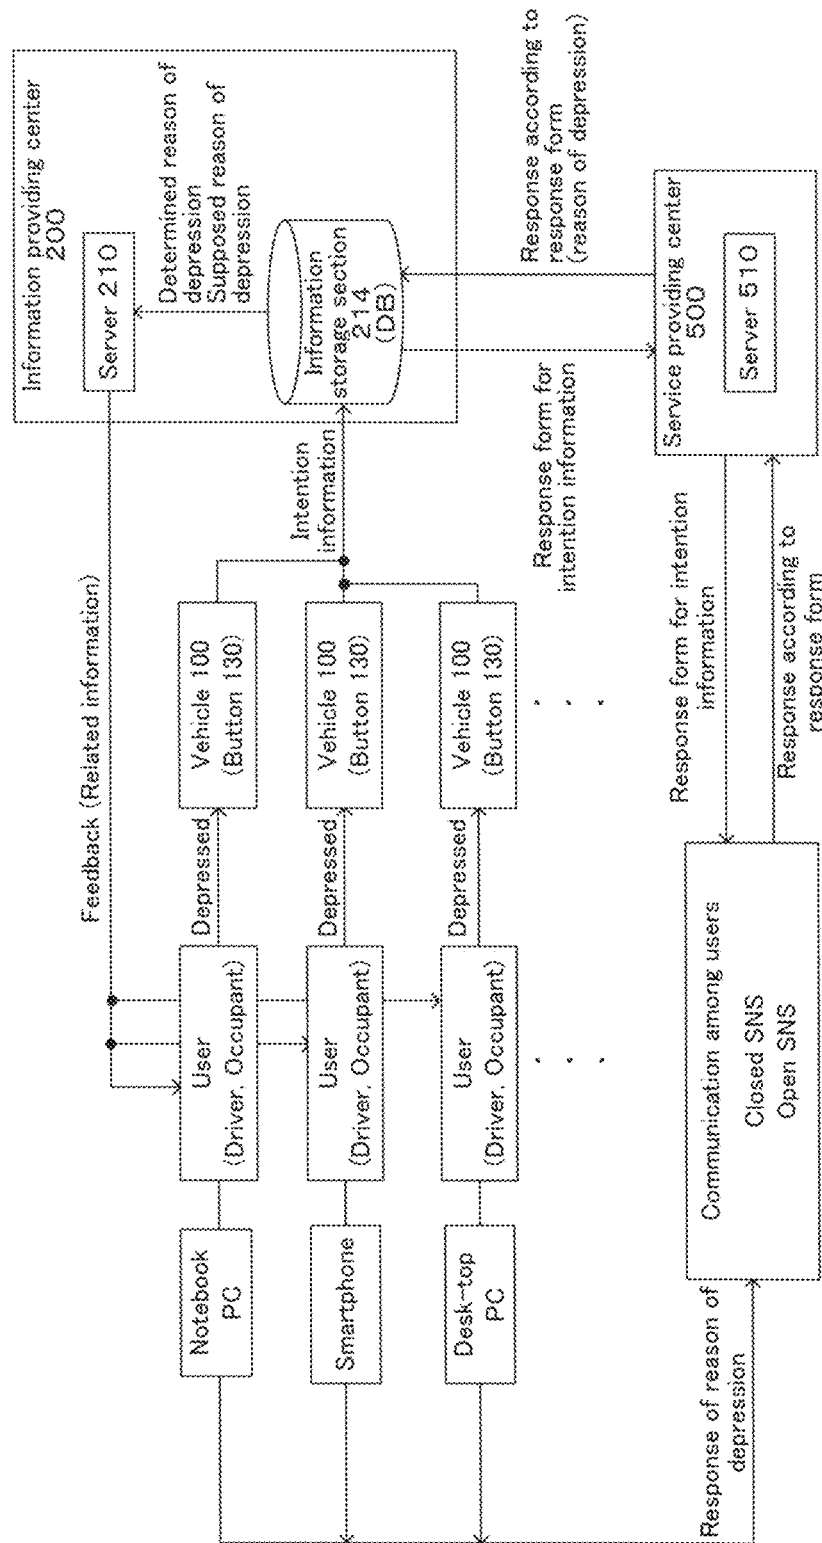 Information providing center
200
Server 210
Determined reason of
depression
Supposed reason of
depression
Information
storage section
214
(DB)
Feedback (Related information)
Intention
information
Vehicle 100
(Button 130)
Vehicle 100
(Button 130)
Vehicle 100
(Button 130)
. . .
Depressed
Depressed
Depressed
User
(Driver, Occupant)
User
(Driver, Occupant)
User
(Driver, Occupant)
. . .
Notebook
PC
Smartphone
Desk-top
PC
Response according to
response form
(reason of depression)
Response form for
intention information
Service providing center
500
Server 510
Response form for intention
information
Response according to
response form
Communication among users
Closed SNS
Open SNS
Response of reason of
depression